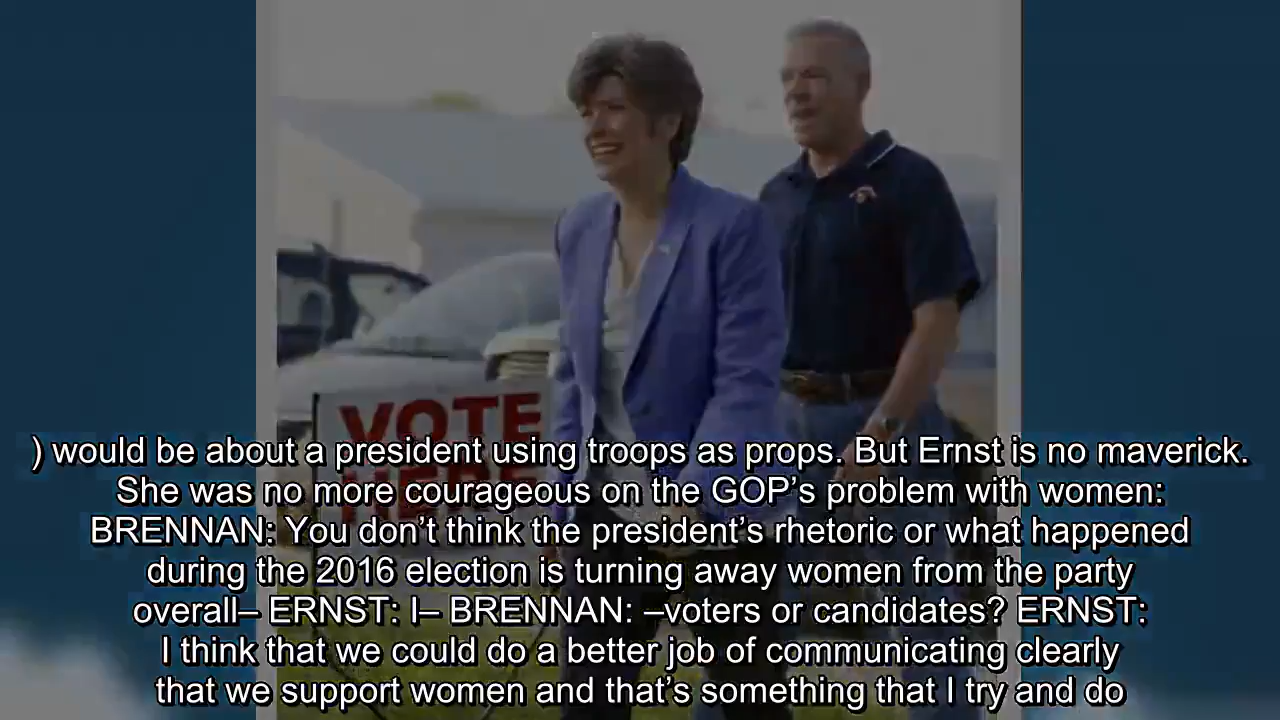 VOTE
HERE
) would be about a president using troops as props. But Ernst is no maverick.
She was no more courageous on the GOP’s problem with women:
BRENNAN: You don’t think the president’s rhetoric or what happened
during the 2016 election is turning away women from the party
overall– ERNST: I– BRENNAN: –voters or candidates? ERNST:
I think that we could do a better job of communicating clearly
that we support women and that’s something that I try and do